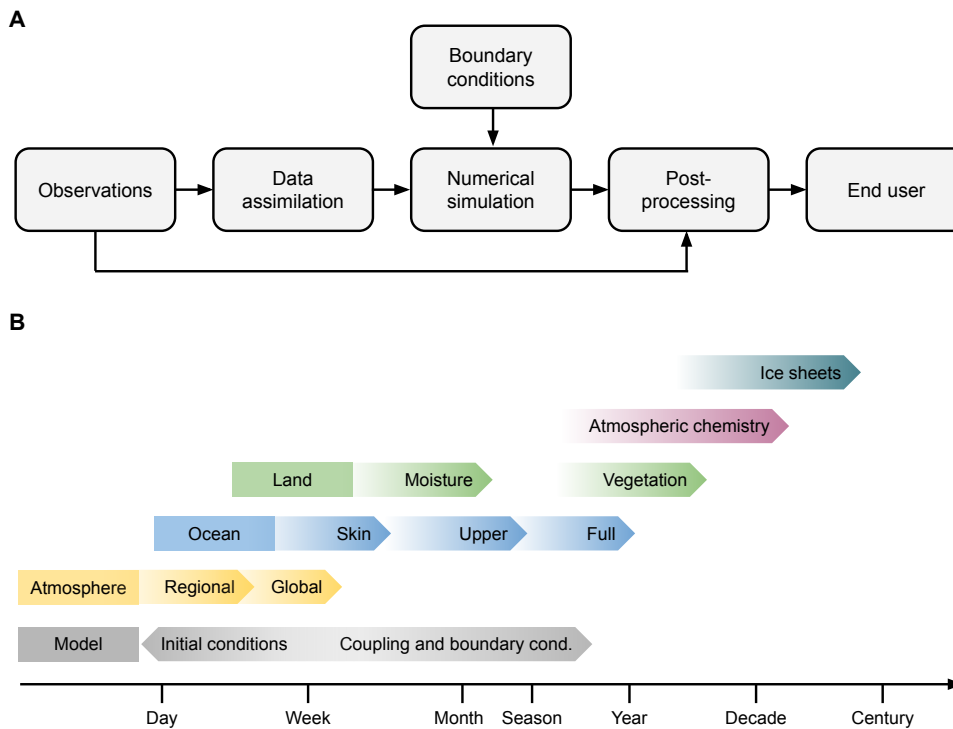 A
Boundary
conditions
Observations
Data
assimilation
Numerical
simulation
Post-
processing
End user
B
Ice sheets
Atmospheric chemistry
Land
Moisture
Vegetation
Ocean
Skin
Upper
Full
Atmosphere
Regional
Global
Model
Initial conditions
Coupling and boundary cond.
Day
Week
Month
Season
Year
Decade
Century